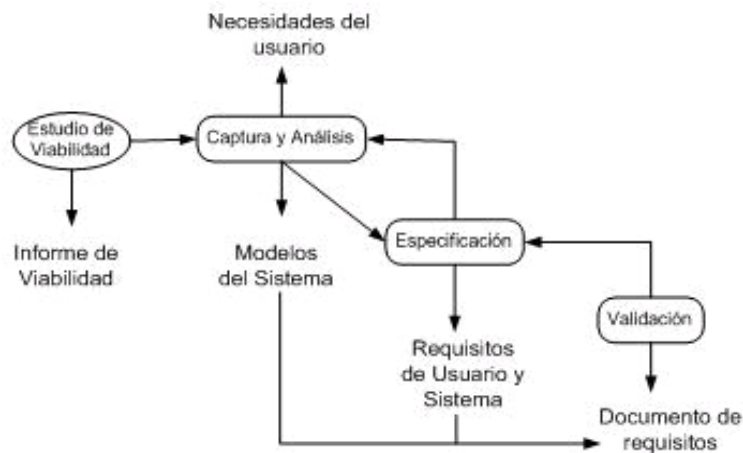 Necesidades del
usuario
Estudio de
Viabilidad
Captura y Análisis
Informe de
Viabilidad
Modelos
del Sistema
Especificación
Requisitos
de Usuario y
Sistema
Validación
Documento de
requisitos